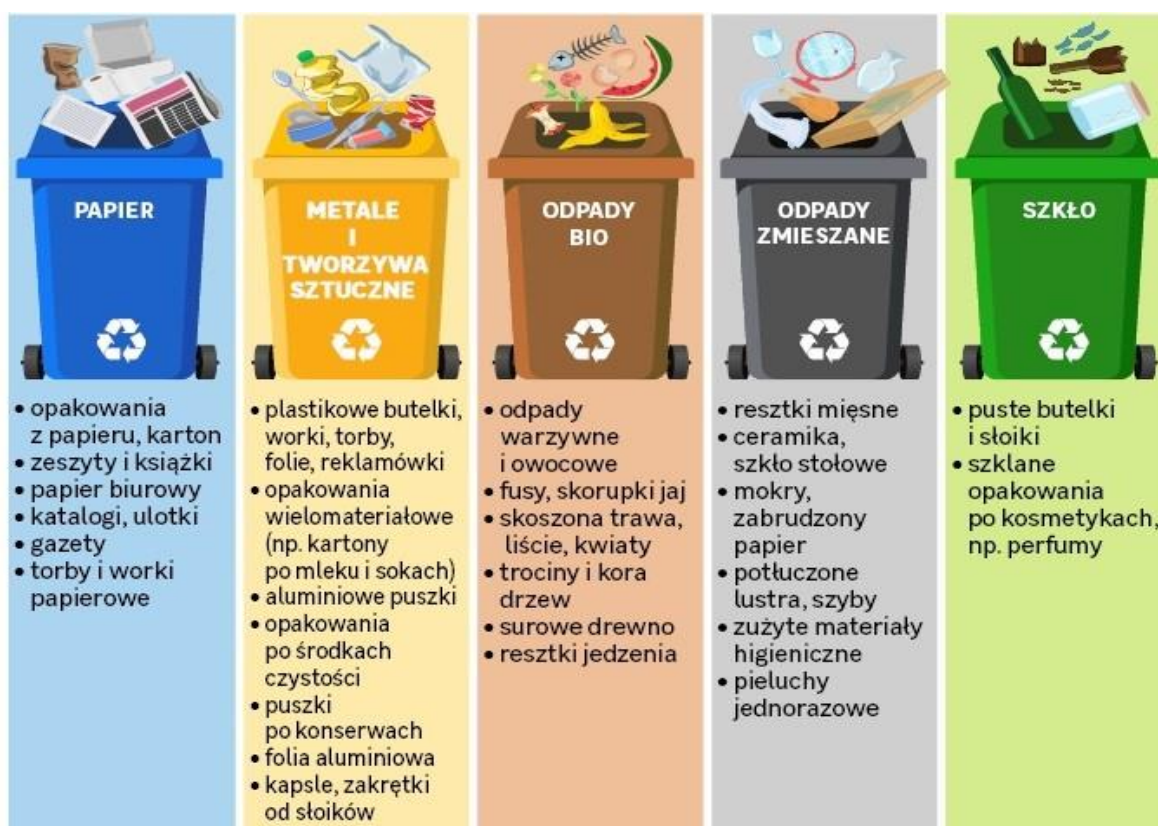 PAPIER
• opakowania
z papieru, karton
• zeszyty i książki
• papier biurowy
• katalogi, ulotki
• gazety
• torby i worki
papierowe
METALE
I
TWORZYWA
SZTUCZNE
• plastikowe butelki,
worki, torby,
folie, reklamówki
• opakowania
wielomateriałowe
(np. kartony
po mleku i sokach)
• aluminiowe puszki
• opakowania
po środkach
czystości
• puszki
po konserwach
• folia aluminiowa
• kapsle, zakrętki
od słoików
ODPADY
BIO
• odpady
warzywne
i owocowe
• fusy, skorupki jaj
• skoszona trawa,
liście, kwiaty
• trociny i kora
drzew
• surowe drewno
• resztki jedzenia
ODPADY
ZMIESZANE
• resztki mięsne
• ceramika,
szkło stołowe
• mokry,
zabrudzony
papier
• potłuczone
lustra, szyby
• zużyte materiały
higieniczne
• pieluchy
jednorazowe
SZKŁO
• puste butelki
i słoiki
• szklane
opakowania
po kosmetykach,
np. perfumy